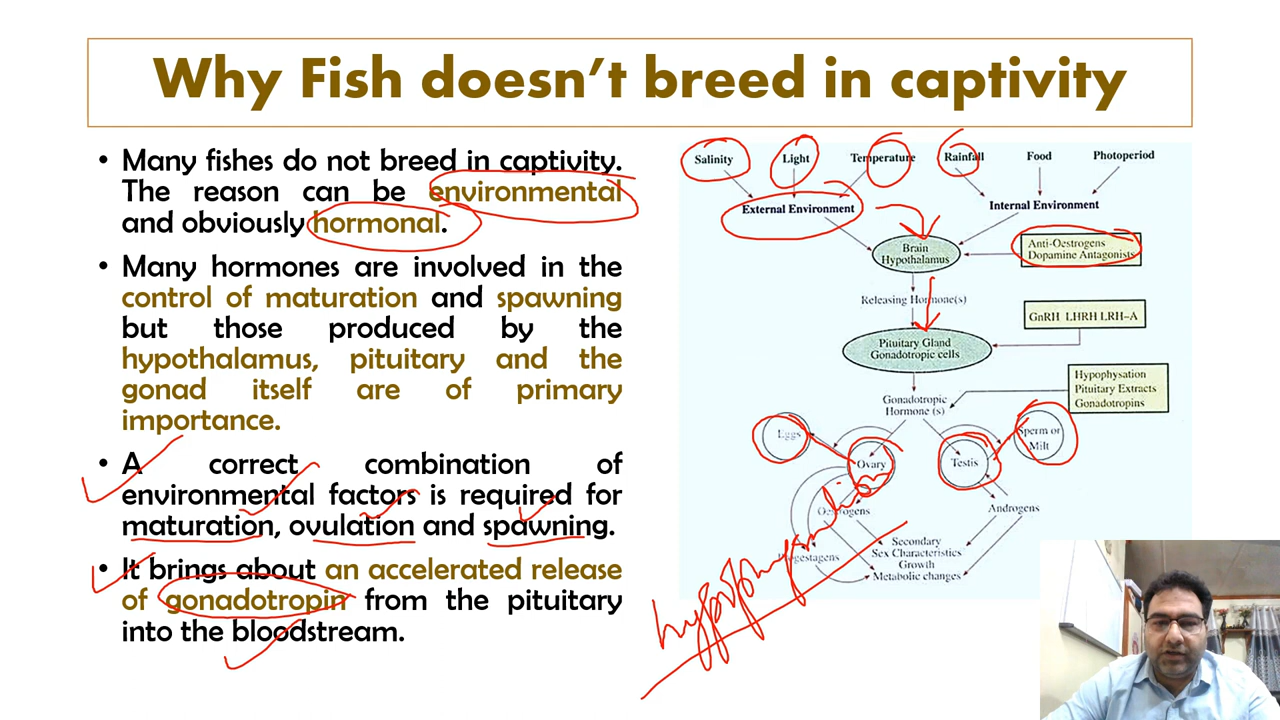 Why Fish doesn't breed in captivity
• Many fishes do not breed in captivity.
The reason can be environmental
and obviously hormonal.
• Many hormones are involved in the
control of maturation and spawning
but those produced by the
hypothalamus, pituitary and the
gonad itself are of primary
importance.
• A correct combination of
environmental factors is required for
maturation, ovulation and spawning.
• It brings about an accelerated release
of gonadotropin from the pituitary
into the bloodstream.
Salinity Light Temperature Rainfall Food Photoperiod
External Environment Internal Environment
Brain
Hypothalamus
Anti-Oestrogens
Dopamine Antagonists
Releasing Hormone(s)
GnRH LHRH LRH-A
Pituitary Gland
Gonadotropic cells
Hypophysation
Pituitary Extracts
Gonadotropins
Gonadotropic
Hormone (s)
Eggs
Sperm or
Milt
Ovary Testis
Oestrogens Androgens
Progestagens
Secondary
Sex Characteristics
Growth
Metabolic changes